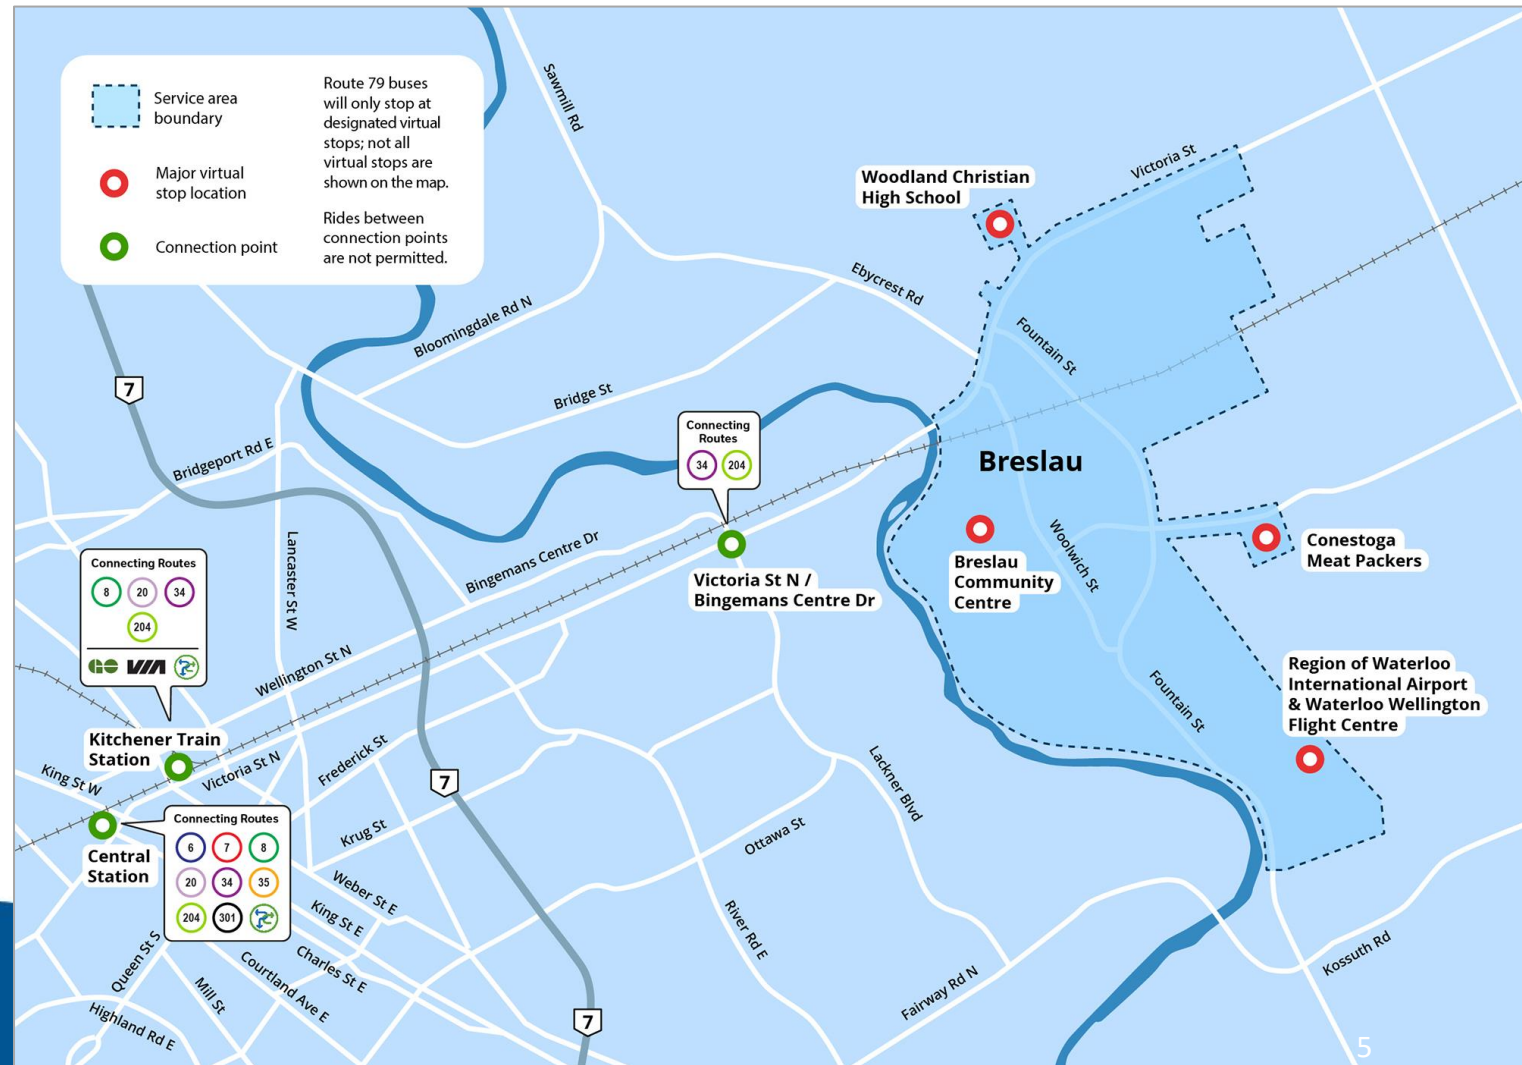 Service area
boundary
Major virtual
stop location
Connection point
Route 79 buses
will only stop at
designated virtual
stops; not all
virtual stops are
shown on the map.
Rides between
connection points
are not permitted.
Sawmill Rd
Victoria St
Woodland Christian
High School
Ebycrest Rd
Bloomingdale Rd N
Fountain St
7
Bridge St
Connecting
Routes
34 204
Bridgeport Rd E
Breslau
Lancaster St W
Bingemans Centre Dr
Woolwich St
Conestoga
Meat Packers
Breslau
Community
Centre
Victoria St N /
Bingemans Centre Dr
Connecting Routes
8 20 34
204
GO VIA
Wellington St N
Region of Waterloo
International Airport
& Waterloo Wellington
Flight Centre
Fountain St
Kitchener Train
Station
King St W
Victoria St N
Frederick St
7
Lackner Blvd
Connecting Routes
6 7 8
20 34 35
204 301
Central
Station
Krug St
Ottawa St
Weber St E
King St E
Charles St E
Courtland Ave E
Queen St S
Mill St
Highland Rd E
River Rd E
Fairway Rd N
Kossuth Rd
7
5